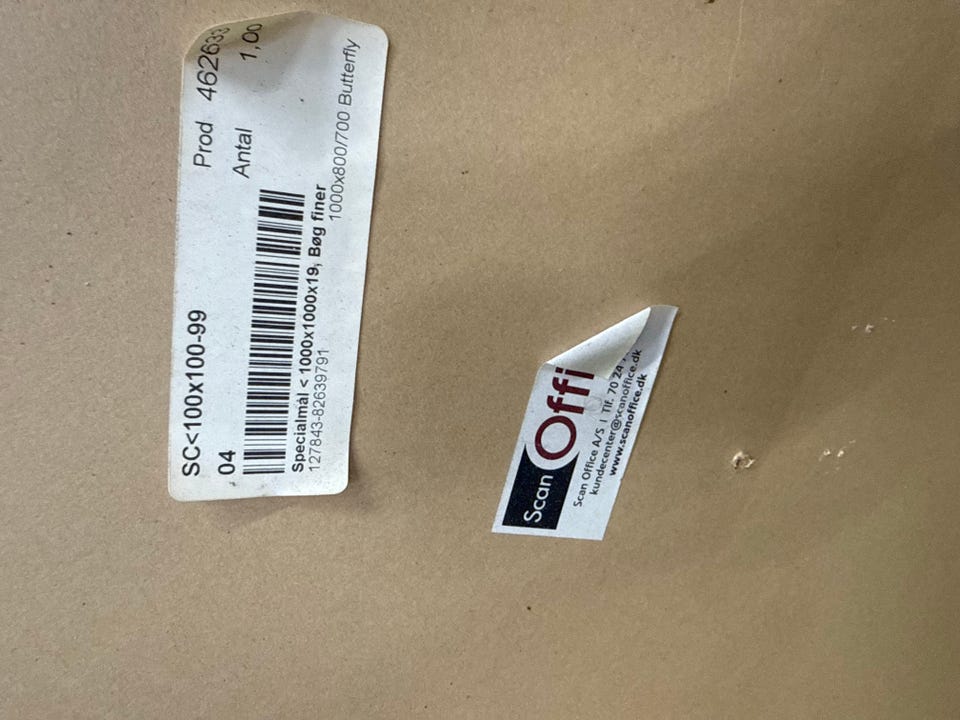 SC<100x100-99 Prod 462633
04 Antal 1,00
Specialmål < 1000x1000x19, Bøg finer
127843-82639791 1000x800/700 Butterfly
Scan Offi
Scan Office A/S | Tlf. 70 24
kundecenter@scanoffice.dk
www.scanoffice.dk